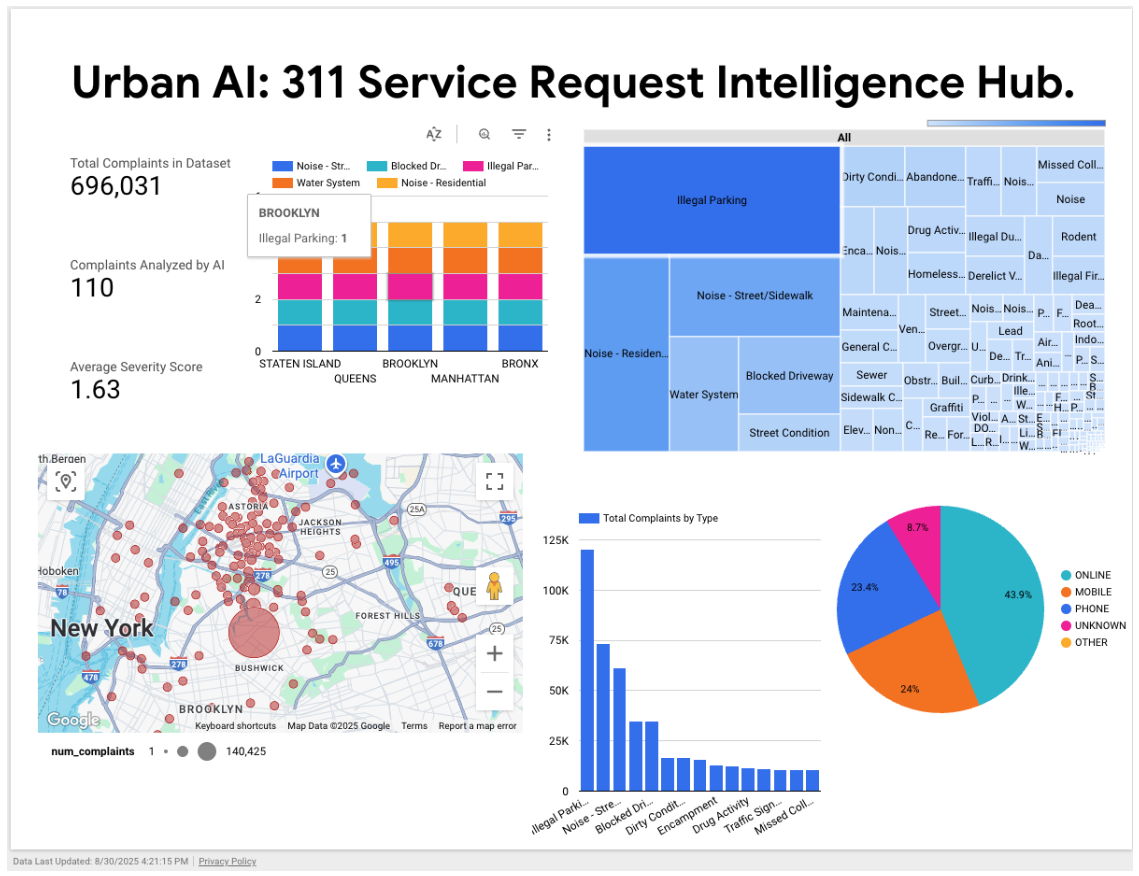 Urban AI: 311 Service Request Intelligence Hub.
Total Complaints in Dataset
696,031
Complaints Analyzed by AI
110
Average Severity Score
1.63
Noise - Str...
Blocked Dr...
Illegal Par...
Water System
Noise - Residential
BROOKLYN
Illegal Parking: 1
2
0
STATEN ISLAND
QUEENS
BROOKLYN
MANHATTAN
BRONX
All
Illegal Parking
Noise - Residen...
Noise - Street/Sidewalk
Water System
Blocked Driveway
Street Condition
Dirty Condi...
Abandone...
Traffi...
Nois...
Missed Coll...
Noise
Enca...
Nois...
Drug Activ...
Homeless...
Illegal Du...
Derelict V...
Da...
Rodent
Illegal Fir...
Maintena...
General C...
Ven...
Street...
Overgr...
Nois...
Nois...
P...
F...
Dea...
Root...
Lead
U...
De...
Tr...
Air...
Ani...
Indo...
P...
S...
Sewer
Sidewalk C...
Elev...
Non...
Obstr...
Buil...
Graffiti
C...
Re...
For...
Curb...
Drink...
P...
Ille...
W...
Viol...
DO...
A...
St...
L...
R...
I...
Li...
W...
E...
S...
B...
F...
H...
P...
S...
B...
St...
th Bergen
LaGuardia
Airport
East River
ASTORIA
JACKSON
HEIGHTS
25A
295
278
25
495
Hoboken
78
QUE
FOREST HILLS
25
678
New York
278
BUSHWICK
478
BROOKLYN
Google
Keyboard shortcuts
Map Data ©2025 Google
Terms
Report a map error
num_complaints
1
140,425
Total Complaints by Type
125K
100K
75K
50K
25K
0
Illegal Parki...
Noise - Stre...
Blocked Dri...
Dirty Condit...
Encampment
Drug Activity
Traffic Sign...
Missed Coll...
8.7%
23.4%
43.9%
24%
ONLINE
MOBILE
PHONE
UNKNOWN
OTHER
Data Last Updated: 8/30/2025 4:21:15 PM
Privacy Policy